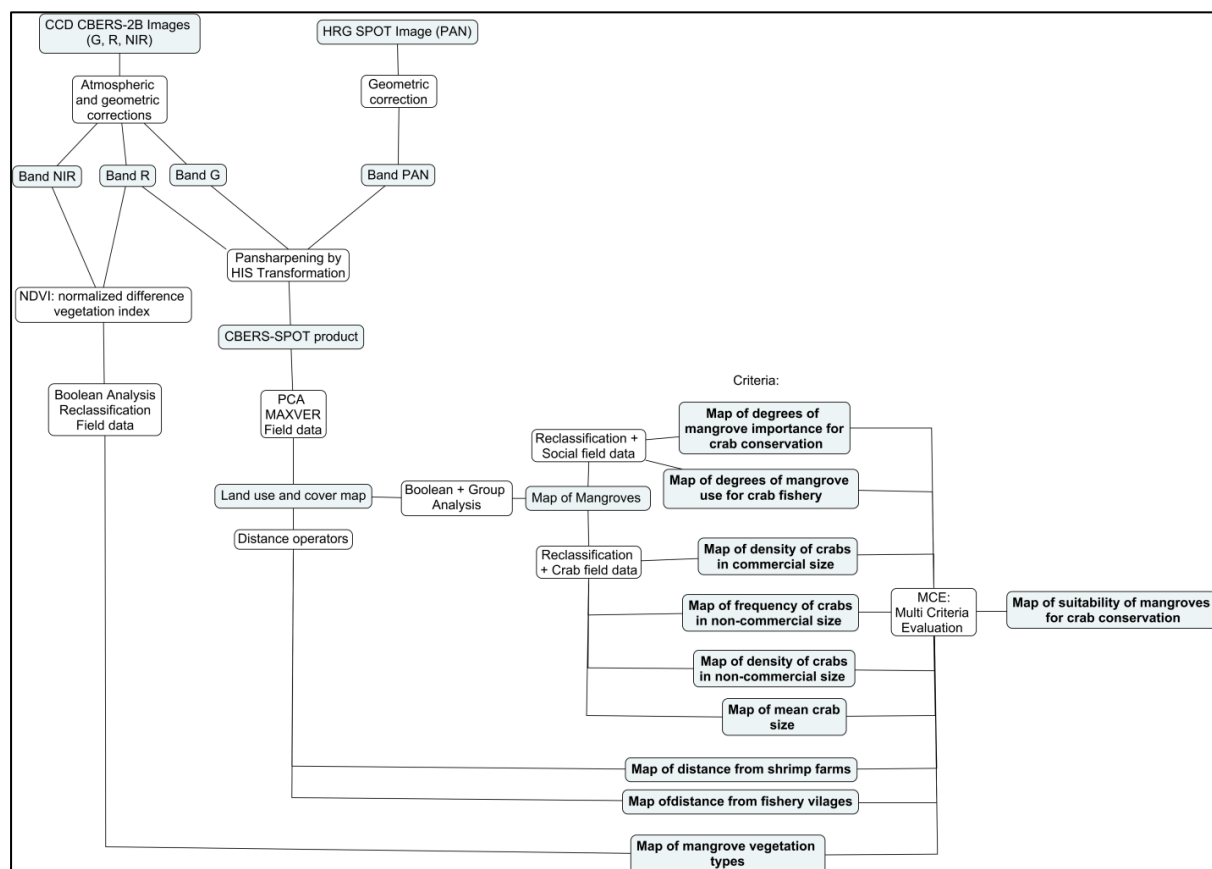 CCD CBERS-2B Images
(G, R, NIR)
HRG SPOT Image (PAN)
Atmospheric
and geometric
corrections
Geometric
correction
Band NIR
Band R
Band G
Band PAN
Pansharpening by
HIS Transformation
NDVI: normalized difference
vegetation index
CBERS-SPOT product
Boolean Analysis
Reclassification
Field data
PCA
MAXVER
Field data
Criteria:
Map of degrees of
mangrove importance for
crab conservation
Reclassification +
Social field data
Map of degrees of mangrove
use for crab fishery
Land use and cover map
Boolean + Group
Analysis
Map of Mangroves
Distance operators
Reclassification
+ Crab field data
Map of density of crabs
in commercial size
Map of frequency of crabs
in non-commercial size
MCE:
Multi Criteria
Evaluation
Map of suitability of mangroves
for crab conservation
Map of density of crabs
in non-commercial size
Map of mean crab
size
Map of distance from shrimp farms
Map ofdistance from fishery vilages
Map of mangrove vegetation
types